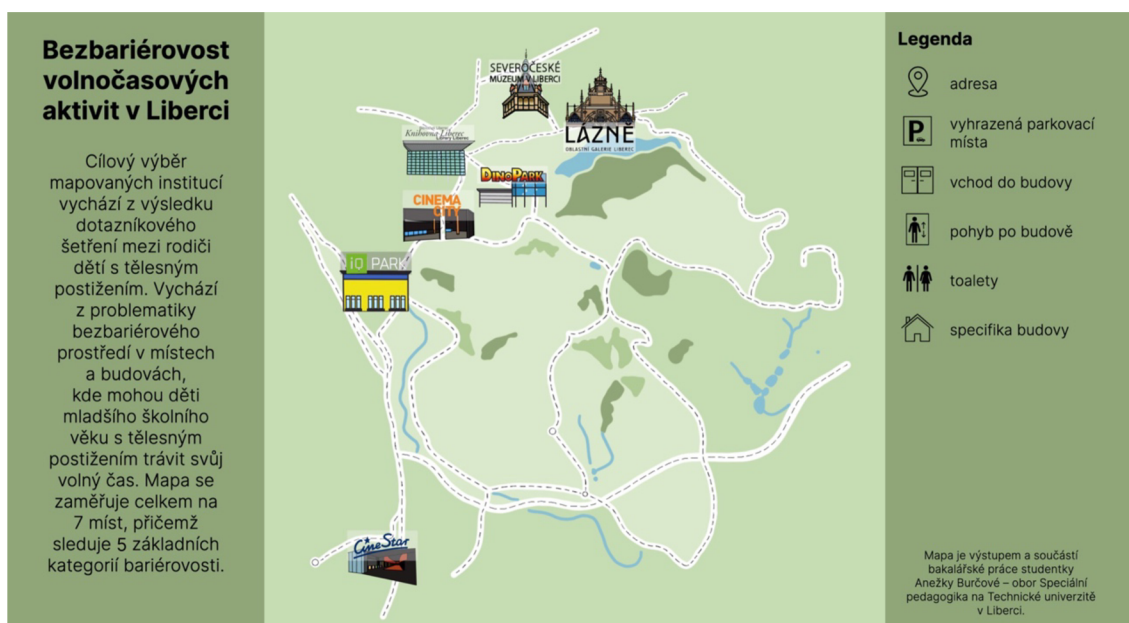 Bezbariérovost
volnočasových
aktivit v Liberci
Cílový výběr
mapovaných institucí
vychází z výsledku
dotazníkového
šetření mezi rodiči
dětí s tělesným
postižením. Vychází
z problematiky
bezbariérového
prostředí v místech
a budovách,
kde mohou děti
mladšího školního
věku s tělesným
postižením trávit svůj
volný čas. Mapa se
zaměřuje celkem na
7 míst, přičemž
sleduje 5 základních
kategorií bariérovosti.
SEVEROČESKÉ
MUZEUM V LIBERCI
LÁZNĚ
OBLASTNÍ GALERIE LIBEREC
Knihovna Liberec
Library Liberec
DINOPARK
CINEMA
CITY
iQ PARK
CineStar
Legenda
adresa
P
vyhrazená parkovací
místa
vchod do budovy
pohyb po budově
toalety
specifika budovy
Mapa je výstupem a součástí
bakalářské práce studentky
Anežky Burčové – obor Speciální
pedagogika na Technické univerzitě
v Liberci.